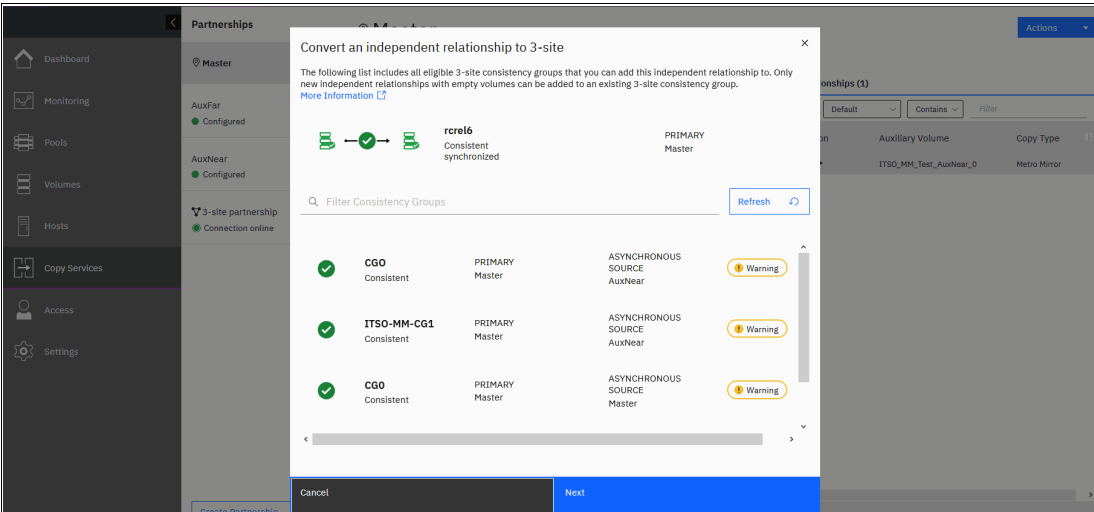 Partnerships
Master
Actions
Dashboard
Monitoring
Pools
Volumes
Hosts
Copy Services
Access
Settings
Master
AuxFar
Configured
AuxNear
Configured
3-site partnership
Connection online
Create Partnership
Convert an independent relationship to 3-site
The following list includes all eligible 3-site consistency groups that you can add this independent relationship to. Only
new independent relationships with empty volumes can be added to an existing 3-site consistency group.
More Information
rcrel6
Consistent
synchronized
PRIMARY
Master
Filter Consistency Groups
Refresh
CGO
Consistent
PRIMARY
Master
ASYNCHRONOUS
SOURCE
AuxNear
Warning
ITSO-MM-CG1
Consistent
PRIMARY
Master
ASYNCHRONOUS
SOURCE
AuxNear
Warning
CG0
Consistent
PRIMARY
Master
ASYNCHRONOUS
SOURCE
Master
Warning
Cancel
Next
onships (1)
Default
Contains
Filter
on
Auxiliary Volume
Copy Type
ITSO_MM_Test_AuxNear_0
Metro Mirror